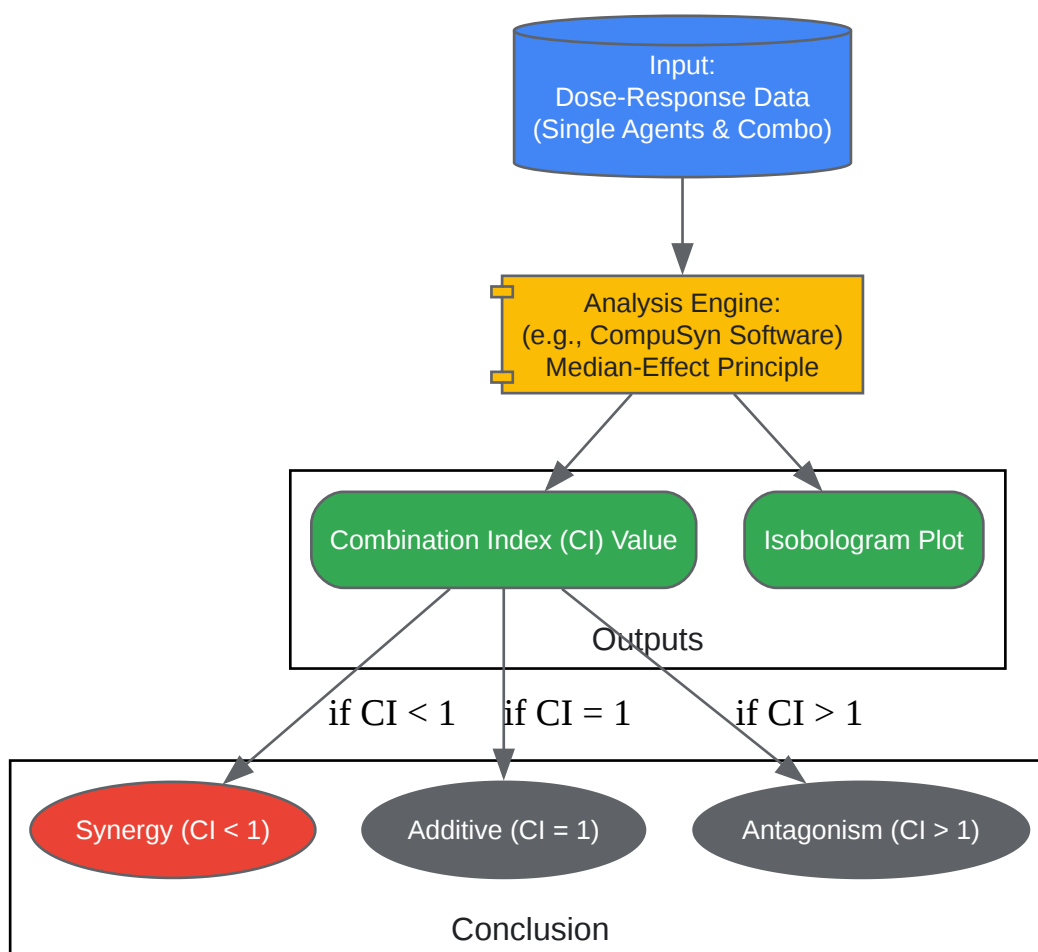 Input:
Dose-Response Data
(Single Agents & Combo)
Analysis Engine:
(e.g., CompuSyn Software)
Median-Effect Principle
Combination Index (CI) Value
Isobologram Plot
Outputs
if CI < 1
if CI = 1
if CI > 1
Synergy (CI < 1)
Additive (CI = 1)
Antagonism (CI > 1)
Conclusion